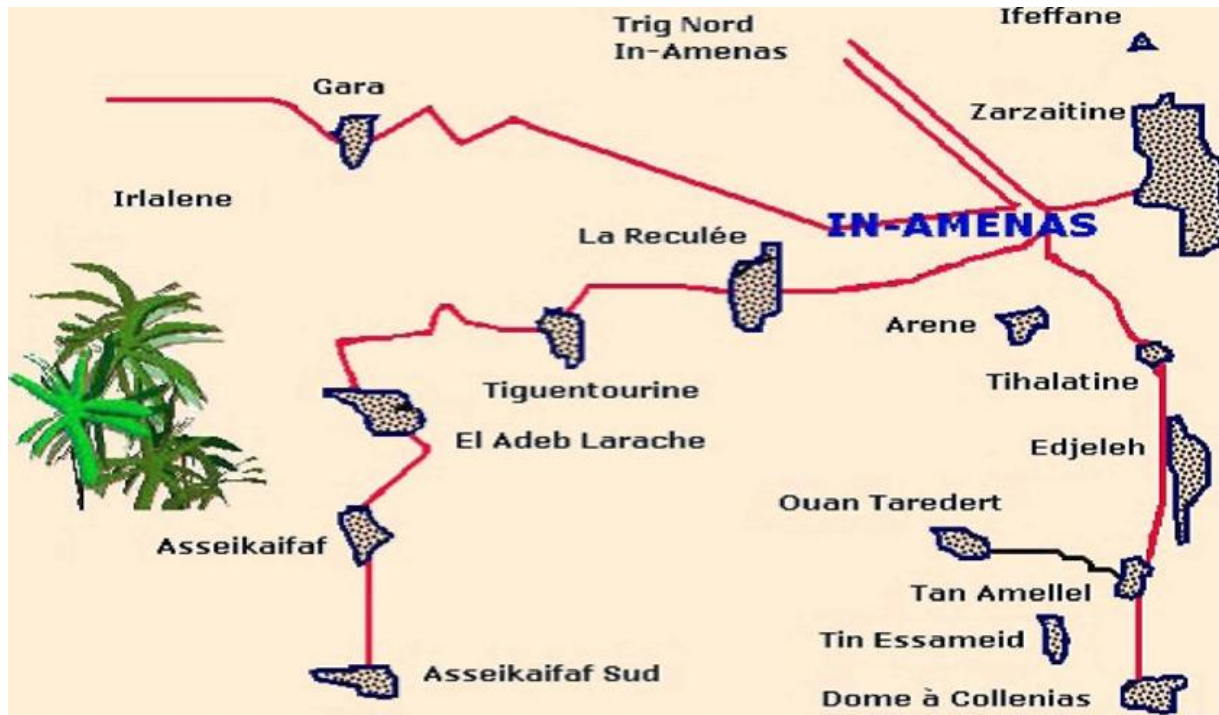 Ifeffane
Trig Nord
In-Amenas
Gara
Zarzaitine
Irlalene
IN-AMENAS
La Reculée
Arene
Tihalatine
Tiguentourine
El Adeb Larache
Edjeleh
Ouan Taredert
Asseikaifaf
Tan Amellel
Tin Essameid
Asseikaifaf Sud
Dome à Collenias